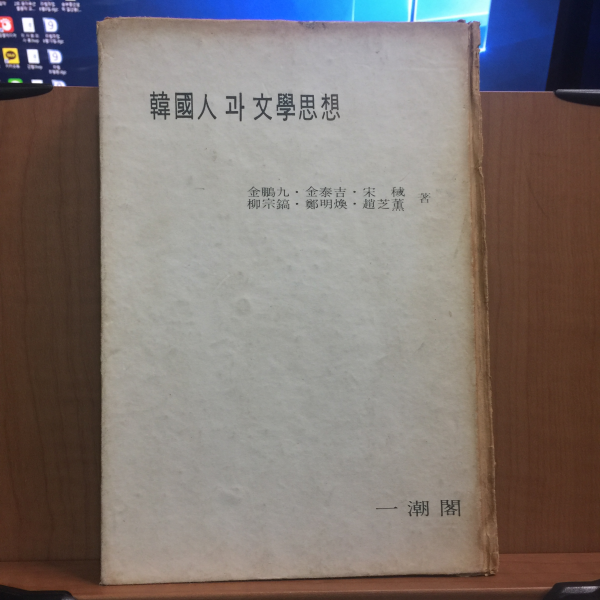 韓國人 과 文學思想
金鵬九 · 金泰吉 · 宋 稶
柳宗鎬 · 鄭明煥 · 趙芝薰 著
一潮閣